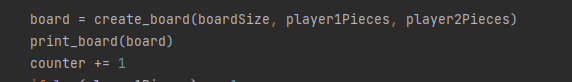 board = create_board(boardSize, player1Pieces, player2Pieces)
print_board(board)
counter += 1